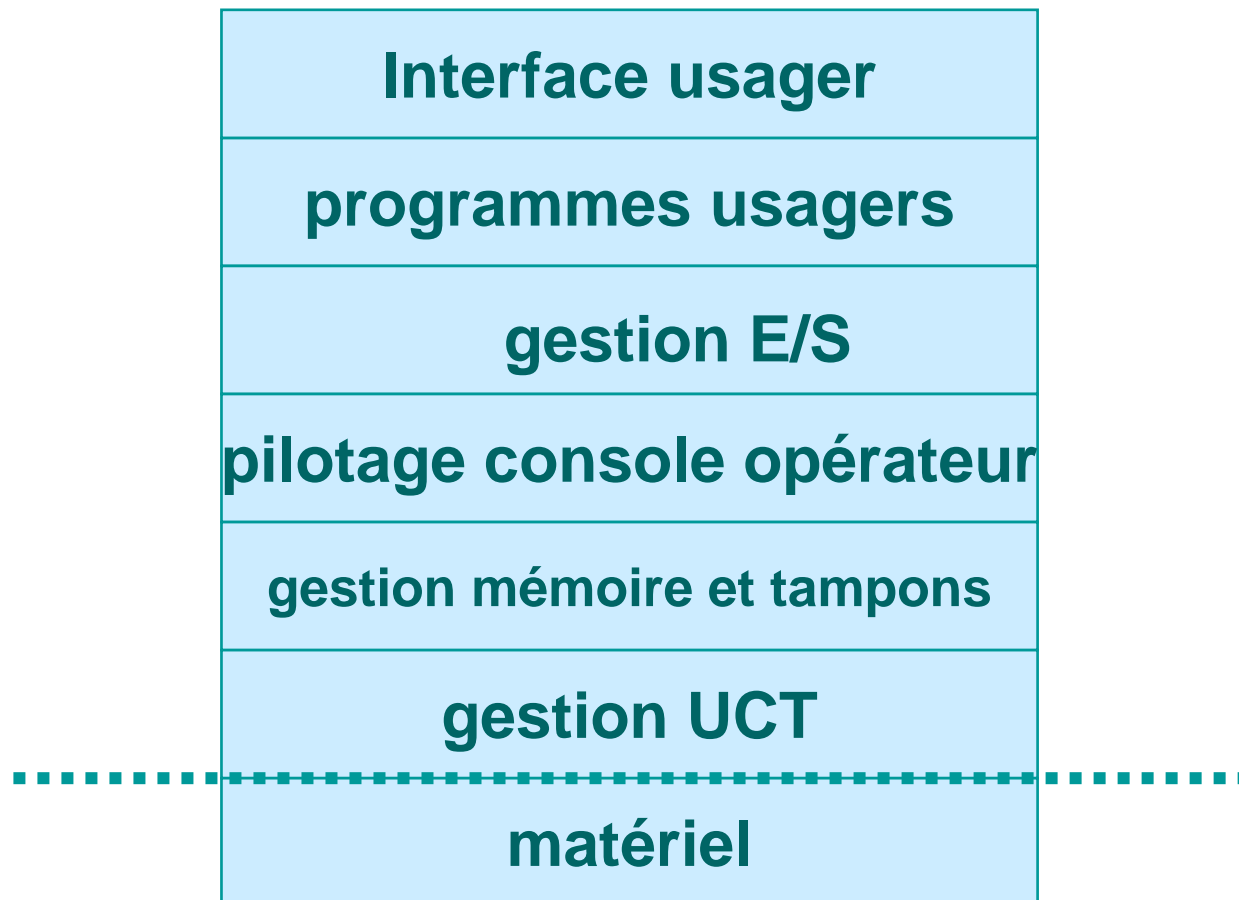 Interface usager
programmes usagers
gestion E/S
pilotage console opérateur
gestion mémoire et tampons
gestion UCT
matériel